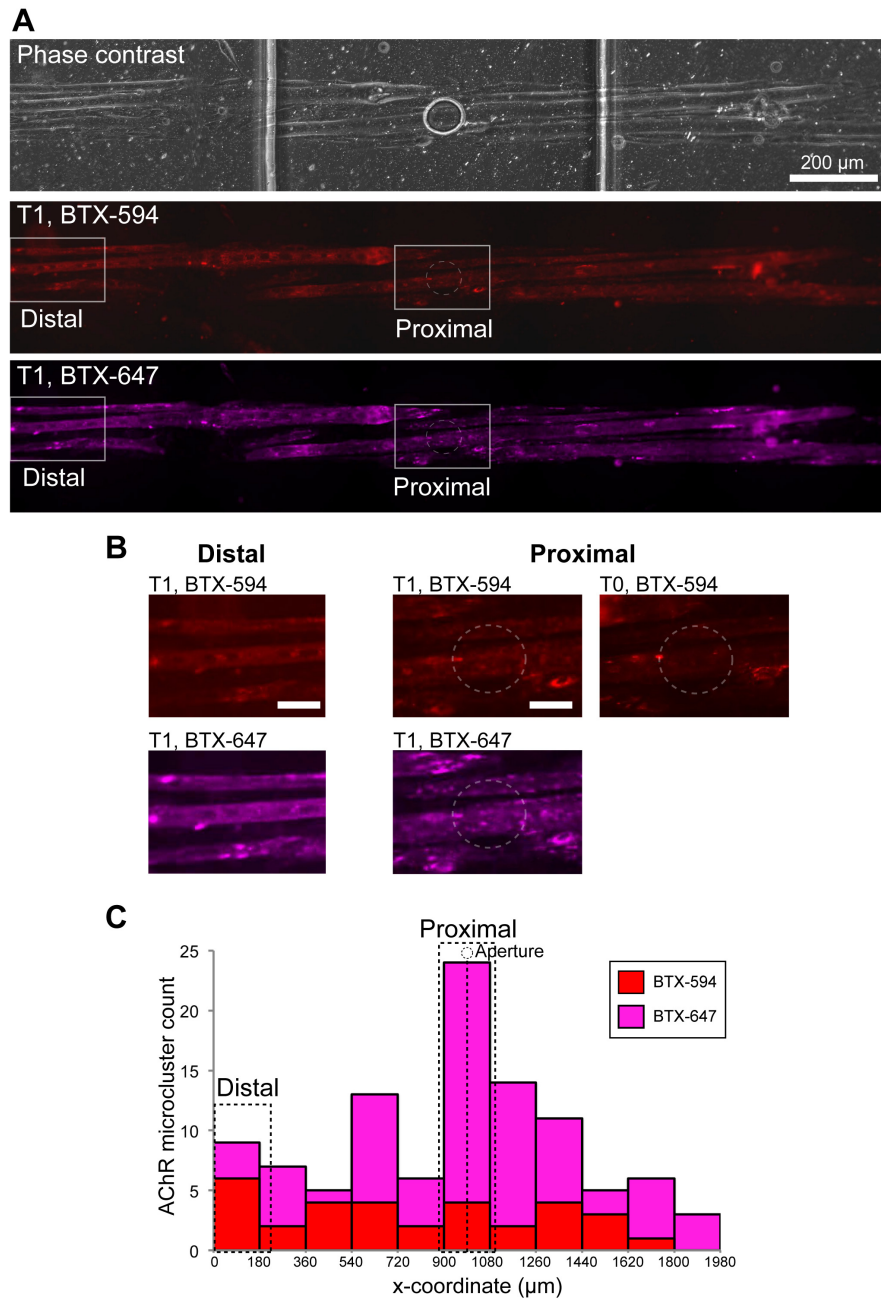 A
Phase contrast
200 µm
T1, BTX-594
Distal
Proximal
T1, BTX-647
Distal
Proximal
B
Distal
Proximal
T1, BTX-594
T1, BTX-594
T0, BTX-594
T1, BTX-647
T1, BTX-647
C
Proximal
Aperture
Distal
BTX-594
BTX-647
AChR microcluster count
25
20
15
10
5
0
0 180 360 540 720 900 1080 1260 1440 1620 1800 1980
x-coordinate (µm)